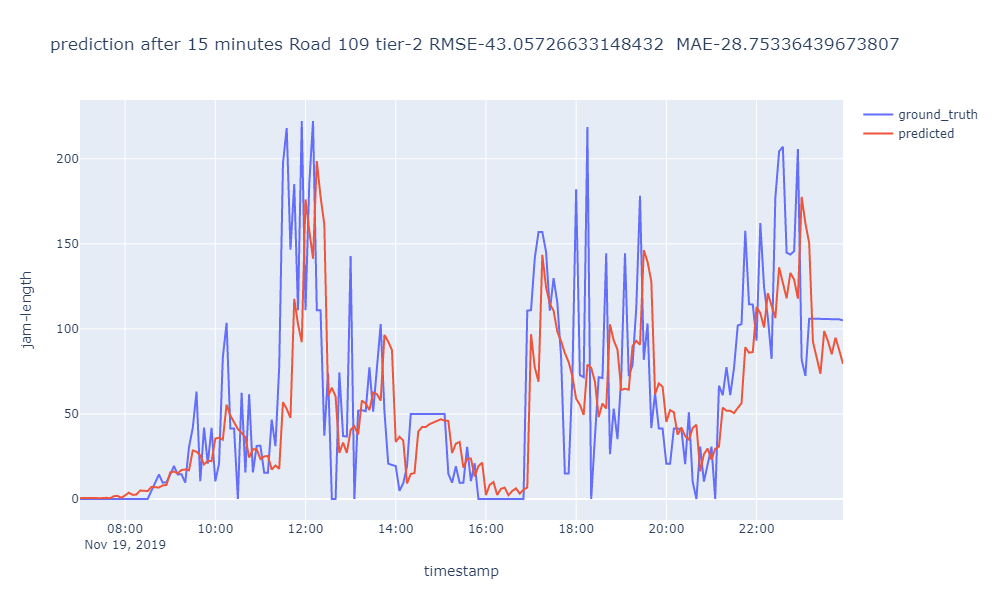 prediction after 15 minutes Road 109 tier-2 RMSE-43.05726633148432  MAE-28.75336439673807
ground_truth
predicted
200
150
100
50
0
jam-length
08:00 10:00 12:00 14:00 16:00 18:00 20:00 22:00
Nov 19, 2019
timestamp